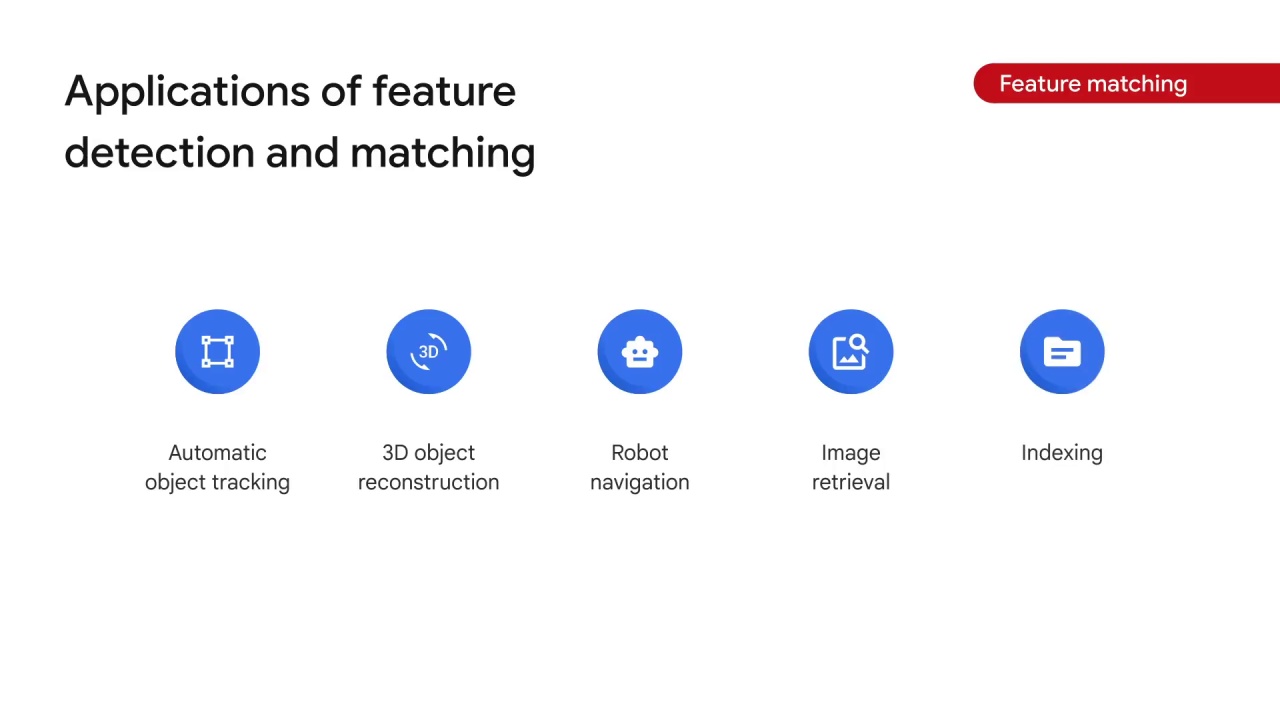 Applications of feature
detection and matching
Feature matching
3D
Automatic
object tracking
3D object
reconstruction
Robot
navigation
Image
retrieval
Indexing